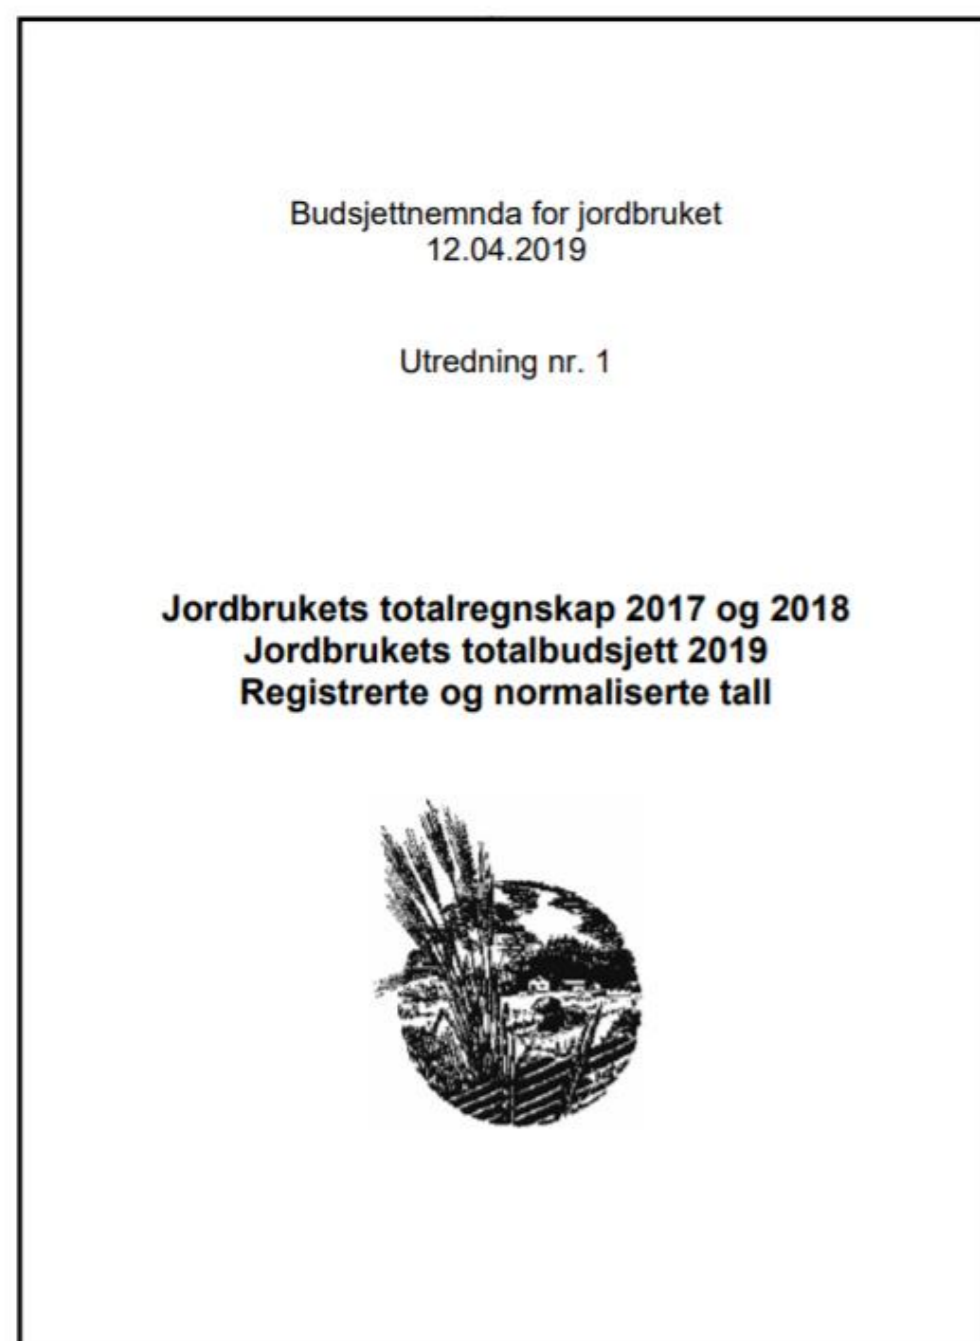 Budsjettnemnda for jordbruket
12.04.2019
Utredning nr. 1
Jordbrukets totalregnskap 2017 og 2018
Jordbrukets totalbudsjett 2019
Registrerte og normaliserte tall